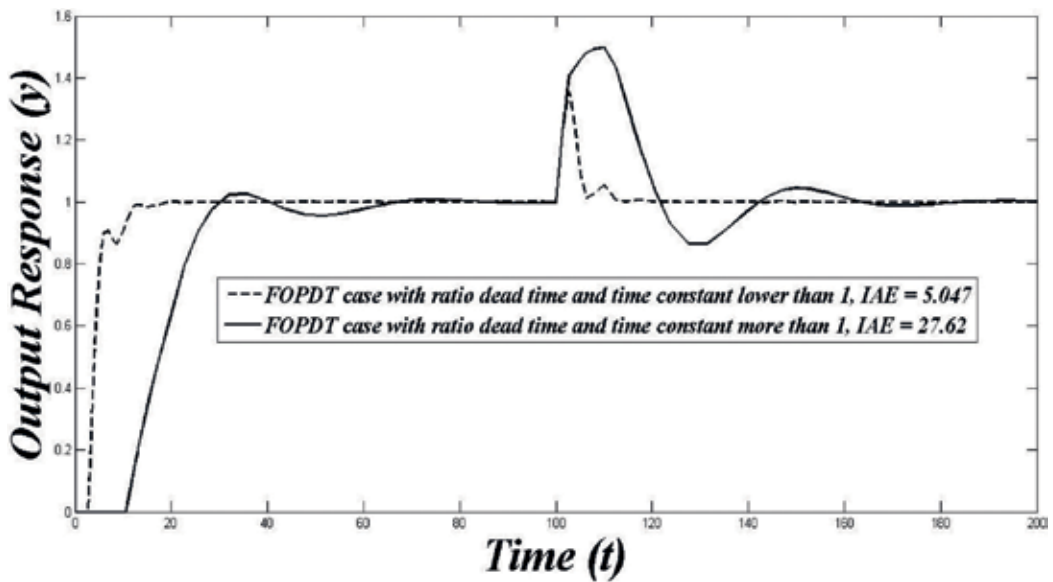 1.6
1.4
1.2
1
0.8
0.6
0.4
0.2
0
Output Response (y)
FOPDT case with ratio dead time and time constant lower than 1, IAE = 5.047
FOPDT case with ratio dead time and time constant more than 1, IAE = 27.62
0 20 40 60 80 100 120 140 160 180 200
Time (t)